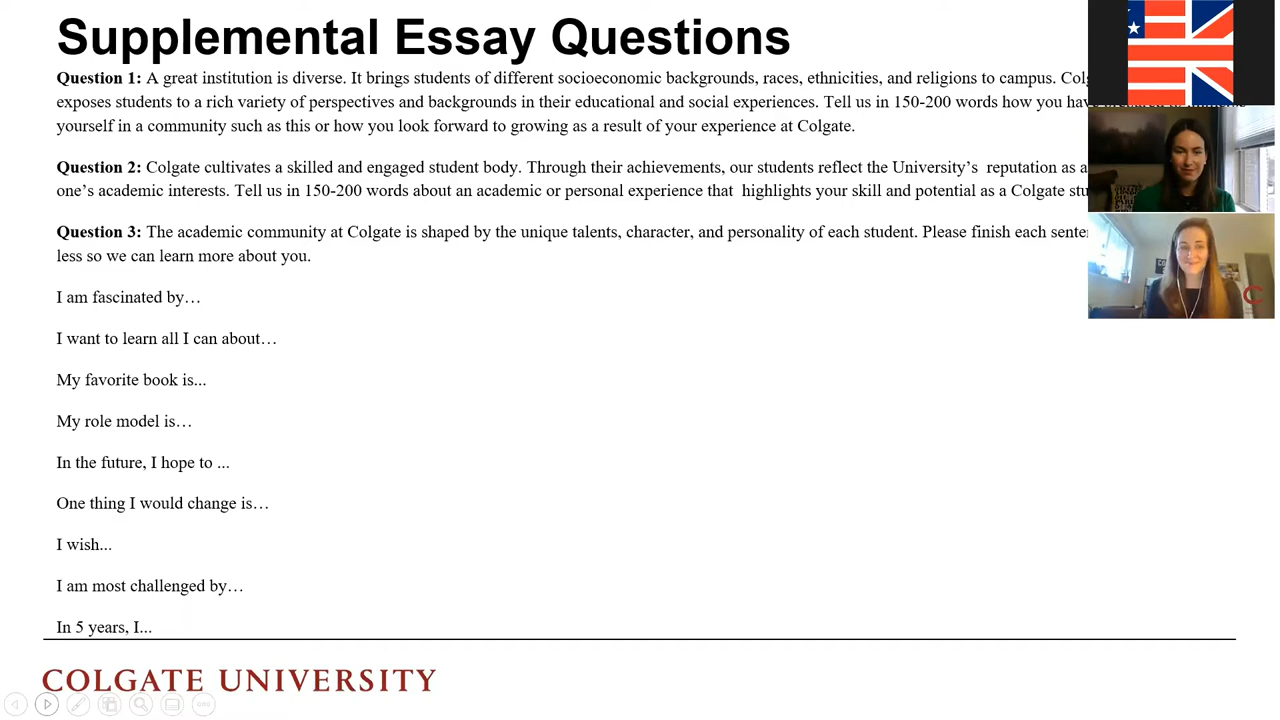 Supplemental Essay Questions
Question 1: A great institution is diverse. It brings students of different socioeconomic backgrounds, races, ethnicities, and religions to campus.
exposes students to a rich variety of perspectives and backgrounds in their educational and social experiences. Tell us in 150-200 words how you
yourself in a community such as this or how you look forward to growing as a result of your experience at Colgate.
Question 2: Colgate cultivates a skilled and engaged student body. Through their achievements, our students reflect the University’s reputation as a
one’s academic interests. Tell us in 150-200 words about an academic or personal experience that highlights your skill and potential as a Colgate
Question 3: The academic community at Colgate is shaped by the unique talents, character, and personality of each student. Please finish each
less so we can learn more about you.
I am fascinated by…
I want to learn all I can about…
My favorite book is...
My role model is…
In the future, I hope to ...
One thing I would change is…
I wish...
I am most challenged by…
In 5 years, I...
COLGATE UNIVERSITY